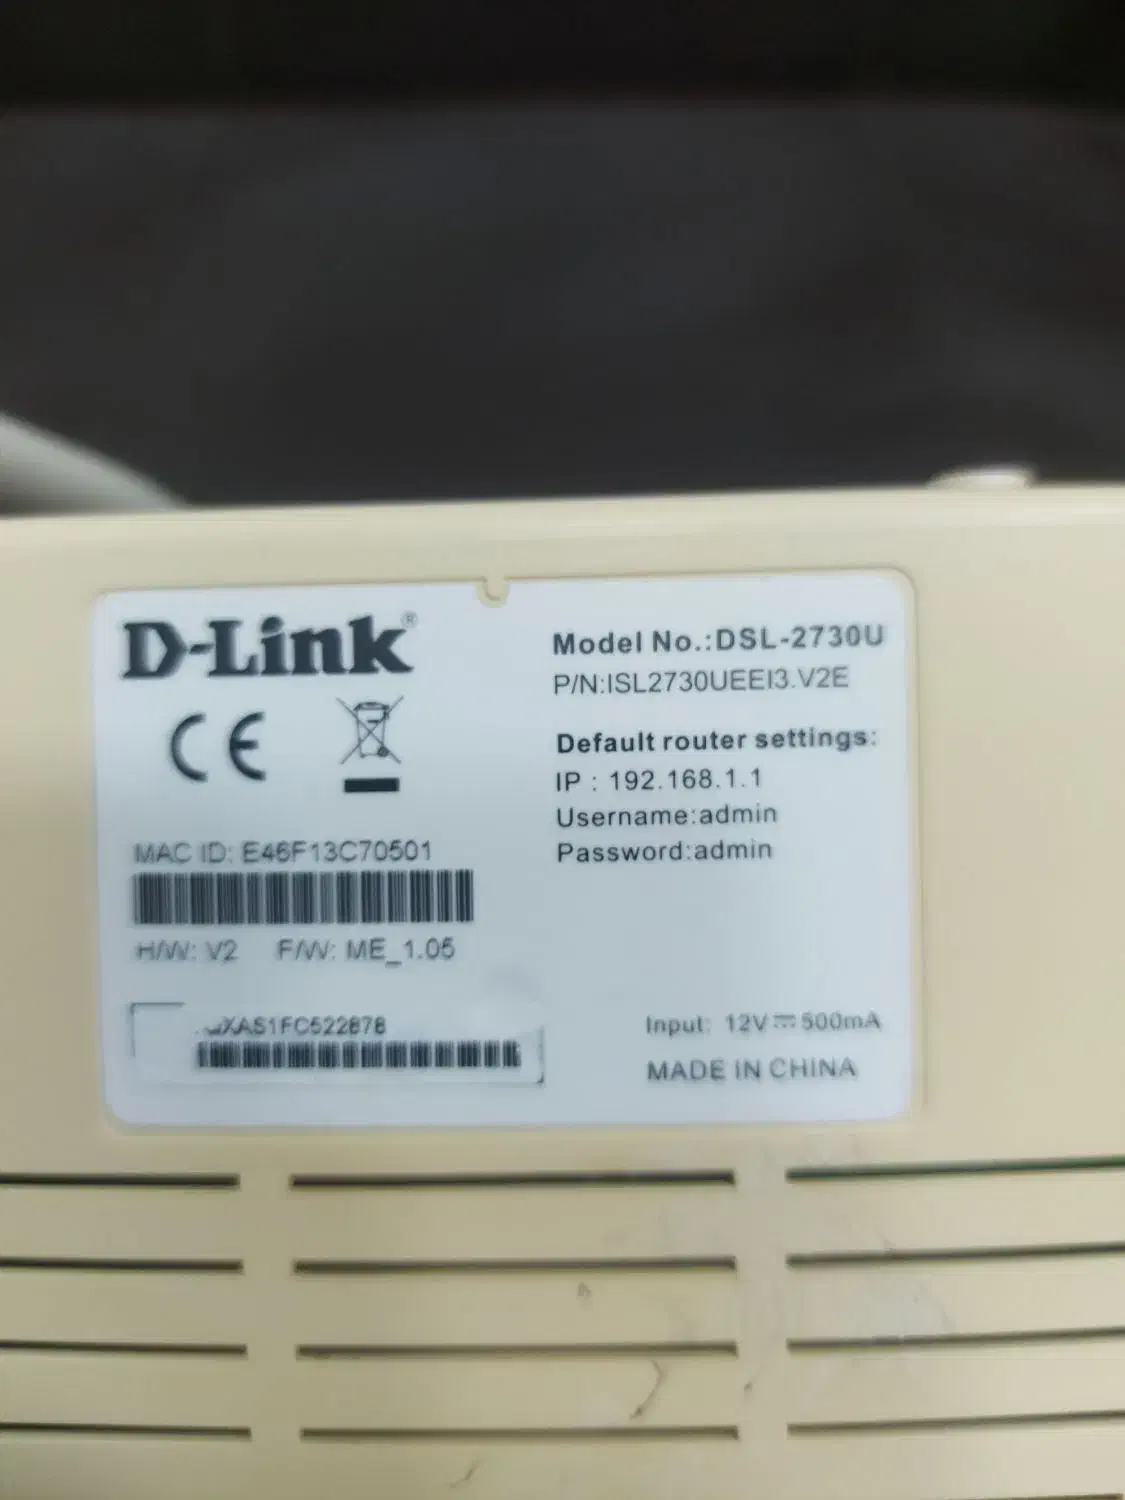 D-Link®
Model No.:DSL-2730U
P/N:ISL2730UEEI3.V2E
CE
Default router settings:
IP : 192.168.1.1
Username:admin
Password:admin
MAC ID: E46F13C70501
H/W: V2 F/W: ME_1.05
XAS1FC522878
Input: 12V⎓500mA
MADE IN CHINA